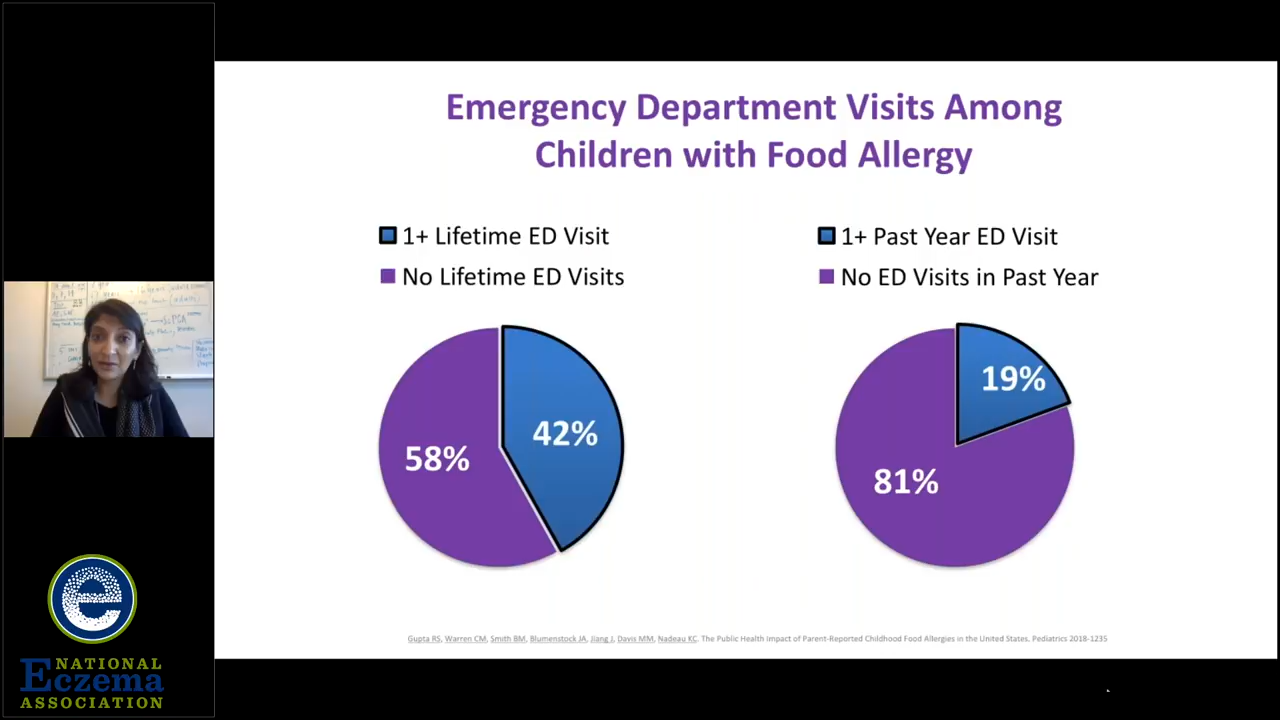 Emergency Department Visits Among
Children with Food Allergy
1+ Lifetime ED Visit
No Lifetime ED Visits
1+ Past Year ED Visit
No ED Visits in Past Year
58%
42%
19%
81%
Gupta RS, Warren CM, Smith BM, Blumenstock JA, Jiang J, Davis MM, Nadeau KC. The Public Health Impact of Parent-Reported Childhood Food Allergies in the United States. Pediatrics 2018-1235
e
NATIONAL
Eczema
ASSOCIATION